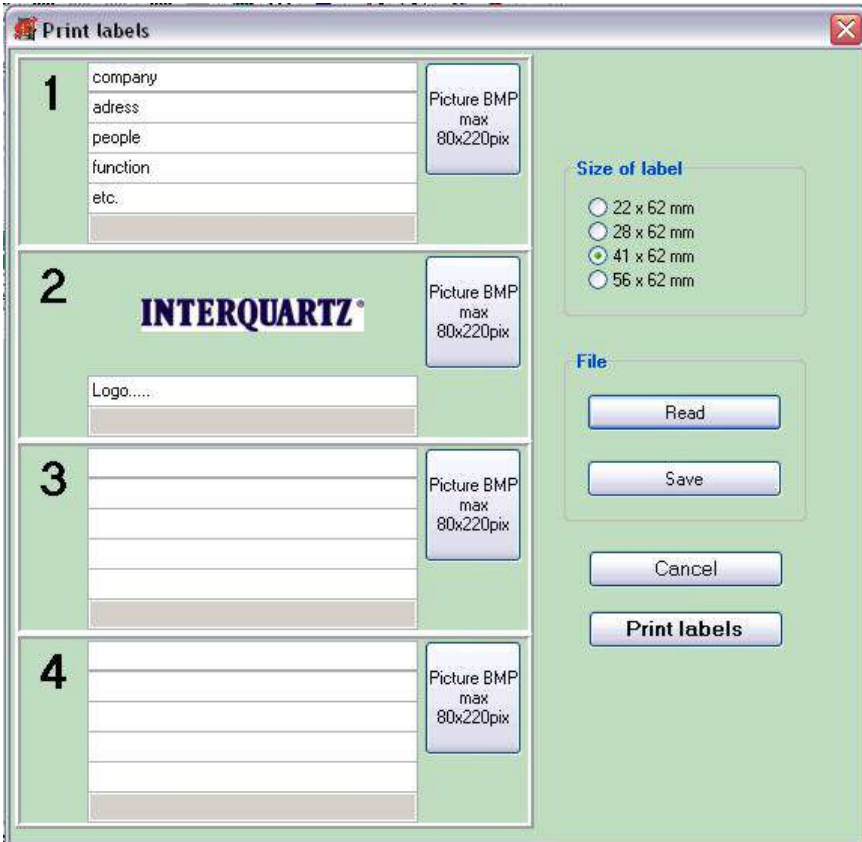 Print labels
1
company
adress
people
function
etc.
Picture BMP
max
80x220pix
2
INTERQUARTZ®
Logo.....
Picture BMP
max
80x220pix
3
Picture BMP
max
80x220pix
4
Picture BMP
max
80x220pix
Size of label
22 x 62 mm
28 x 62 mm
41 x 62 mm
56 x 62 mm
File
Read
Save
Cancel
Print labels